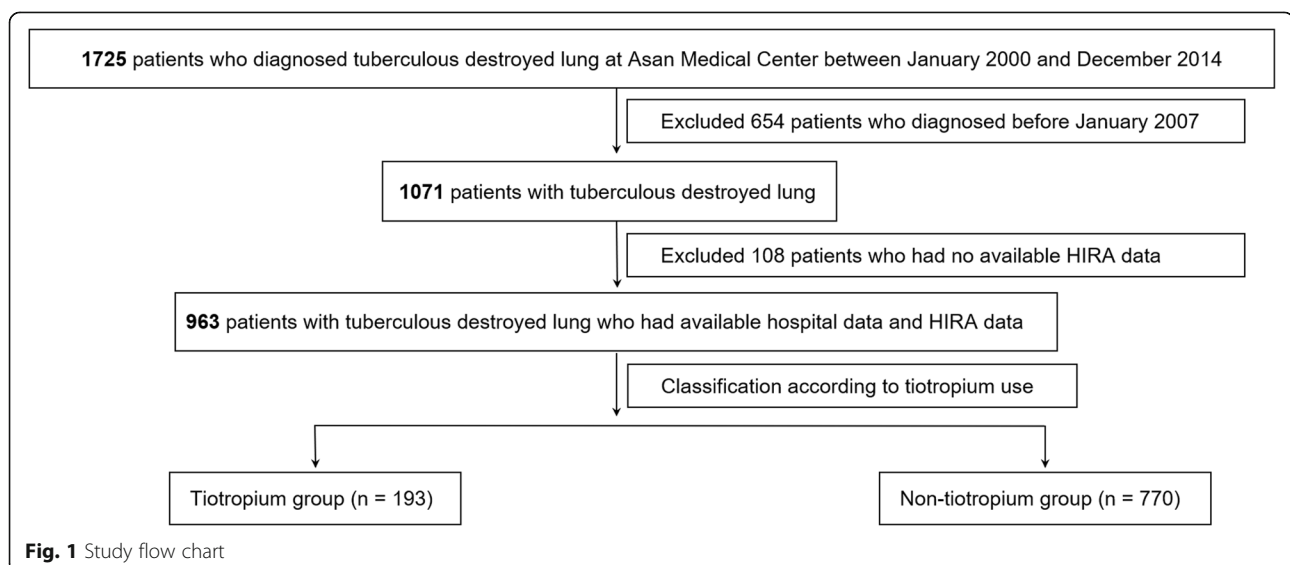 1725 patients who diagnosed tuberculous destroyed lung at Asan Medical Center between January 2000 and December 2014
Excluded 654 patients who diagnosed before January 2007
1071 patients with tuberculous destroyed lung
Excluded 108 patients who had no available HIRA data
963 patients with tuberculous destroyed lung who had available hospital data and HIRA data
Classification according to tiotropium use
Tiotropium group (n = 193)
Non-tiotropium group (n = 770)
Fig. 1 Study flow chart